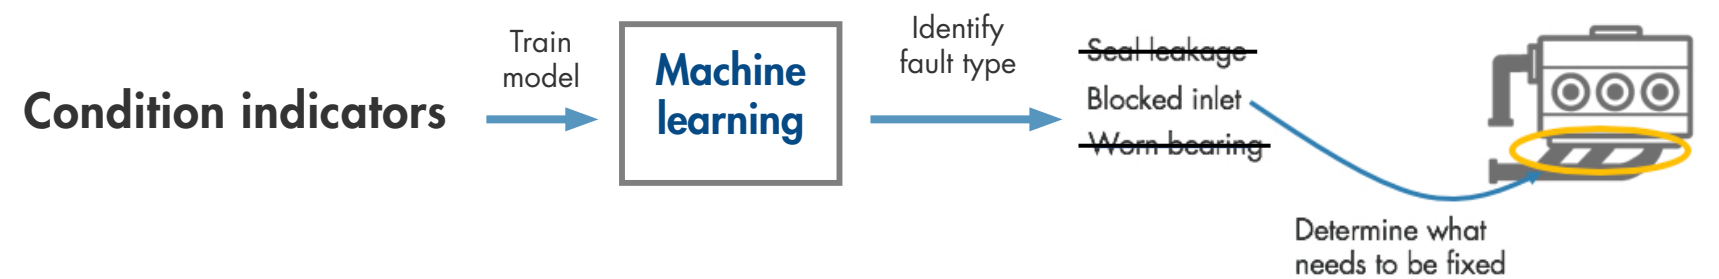 Condition indicators
Train
model
Machine
learning
Identify
fault type
Seal leakage
Blocked inlet
Worn bearing
Determine what
needs to be fixed